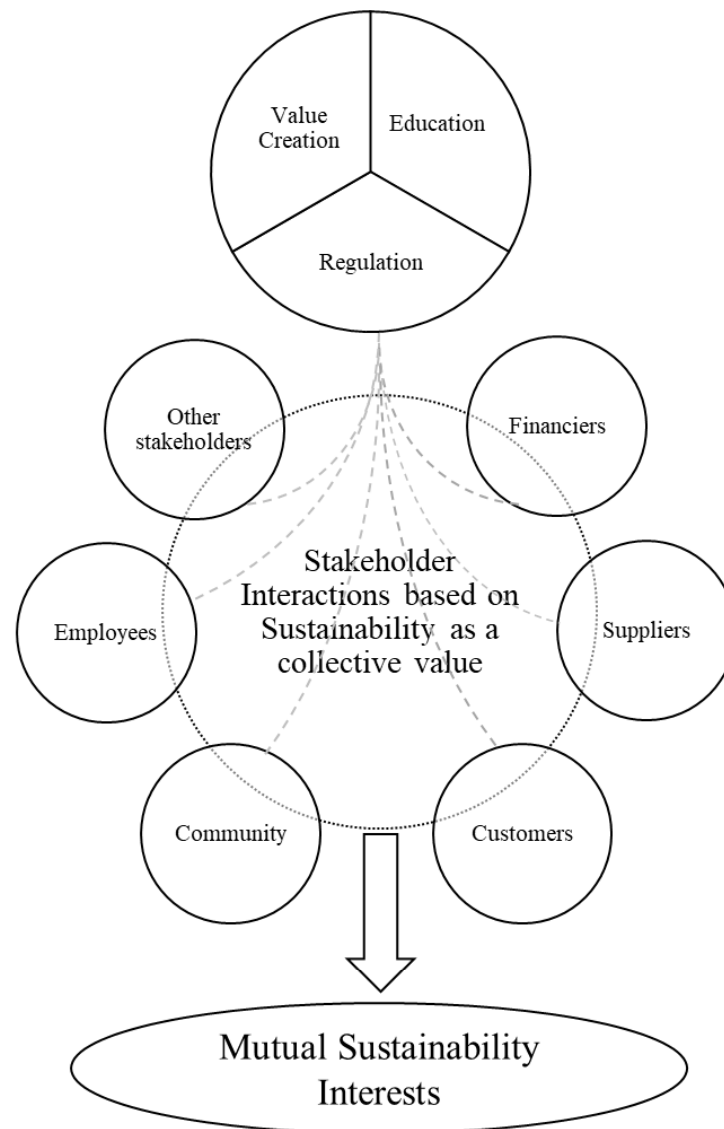 Value
Creation
Education
Regulation
Other
stakeholders
Financiers
Stakeholder
Interactions based on
Sustainability as a
collective value
Employees
Suppliers
Community
Customers
Mutual Sustainability
Interests